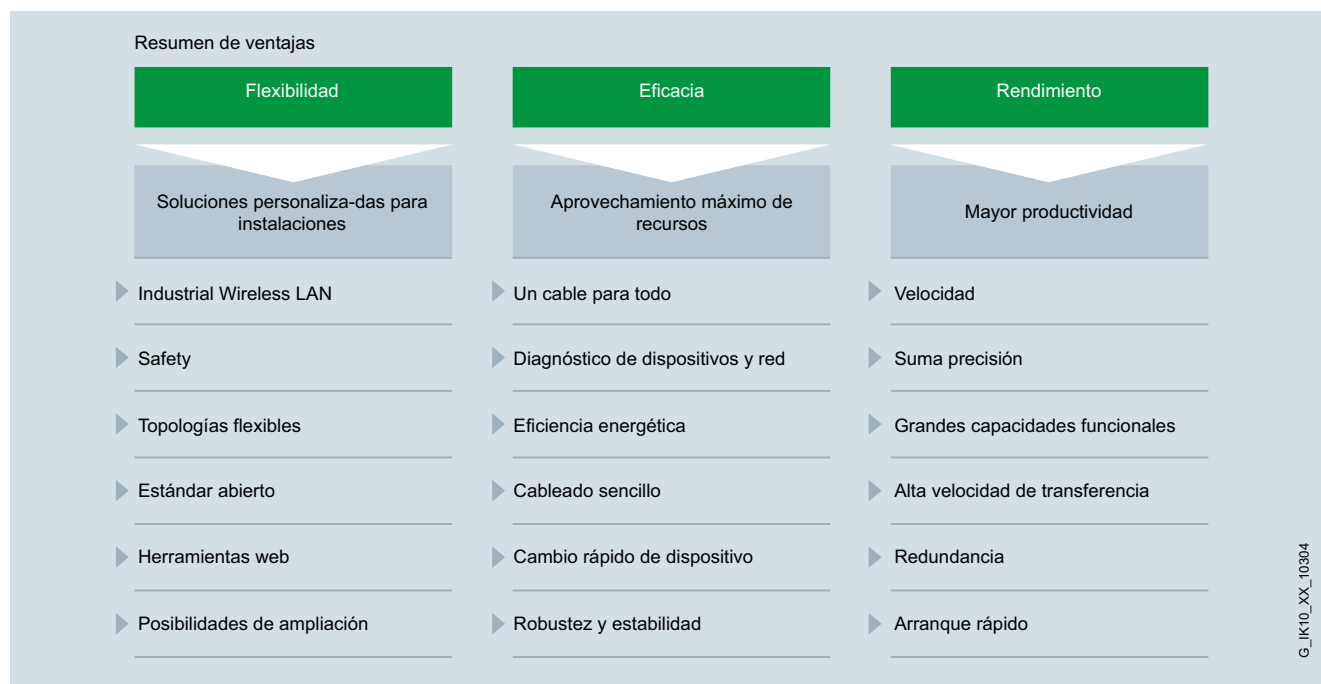 Resumen de ventajas
Flexibilidad
Soluciones personaliza-das para
instalaciones
Industrial Wireless LAN
Safety
Topologías flexibles
Estándar abierto
Herramientas web
Posibilidades de ampliación
Eficacia
Aprovechamiento máximo de
recursos
Un cable para todo
Diagnóstico de dispositivos y red
Eficiencia energética
Cableado sencillo
Cambio rápido de dispositivo
Robustez y estabilidad
Rendimiento
Mayor productividad
Velocidad
Suma precisión
Grandes capacidades funcionales
Alta velocidad de transferencia
Redundancia
Arranque rápido
G_IK10_XX_10304